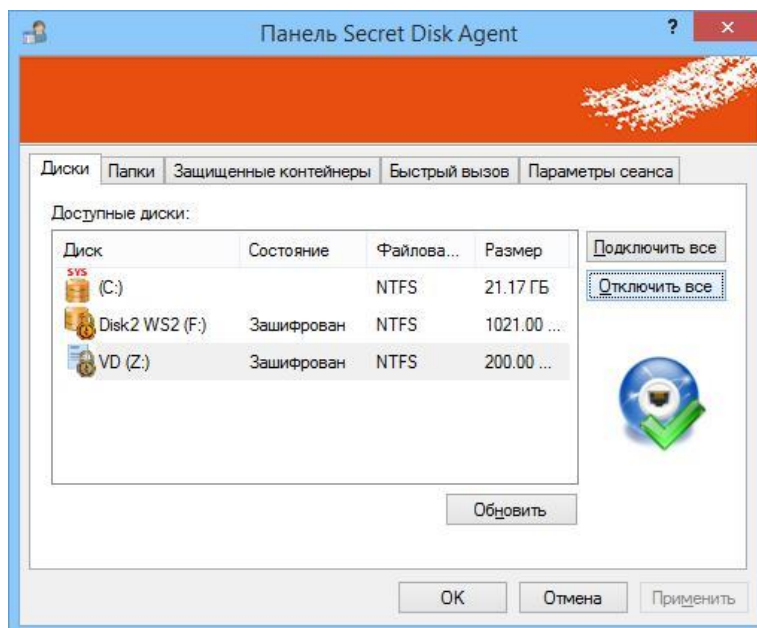 Панель Secret Disk Agent
?
Диски Папки Защищенные контейнеры Быстрый вызов Параметры сеанса
Доступные диски:
Диск Состояние Файлова... Размер
Подключить все
SYS
(C:) NTFS 21.17 ГБ
Отключить все
Disk2 WS2 (F:) Зашифрован NTFS 1021.00 ...
VD (Z:) Зашифрован NTFS 200.00 ...
Обновить
OK Отмена Применить